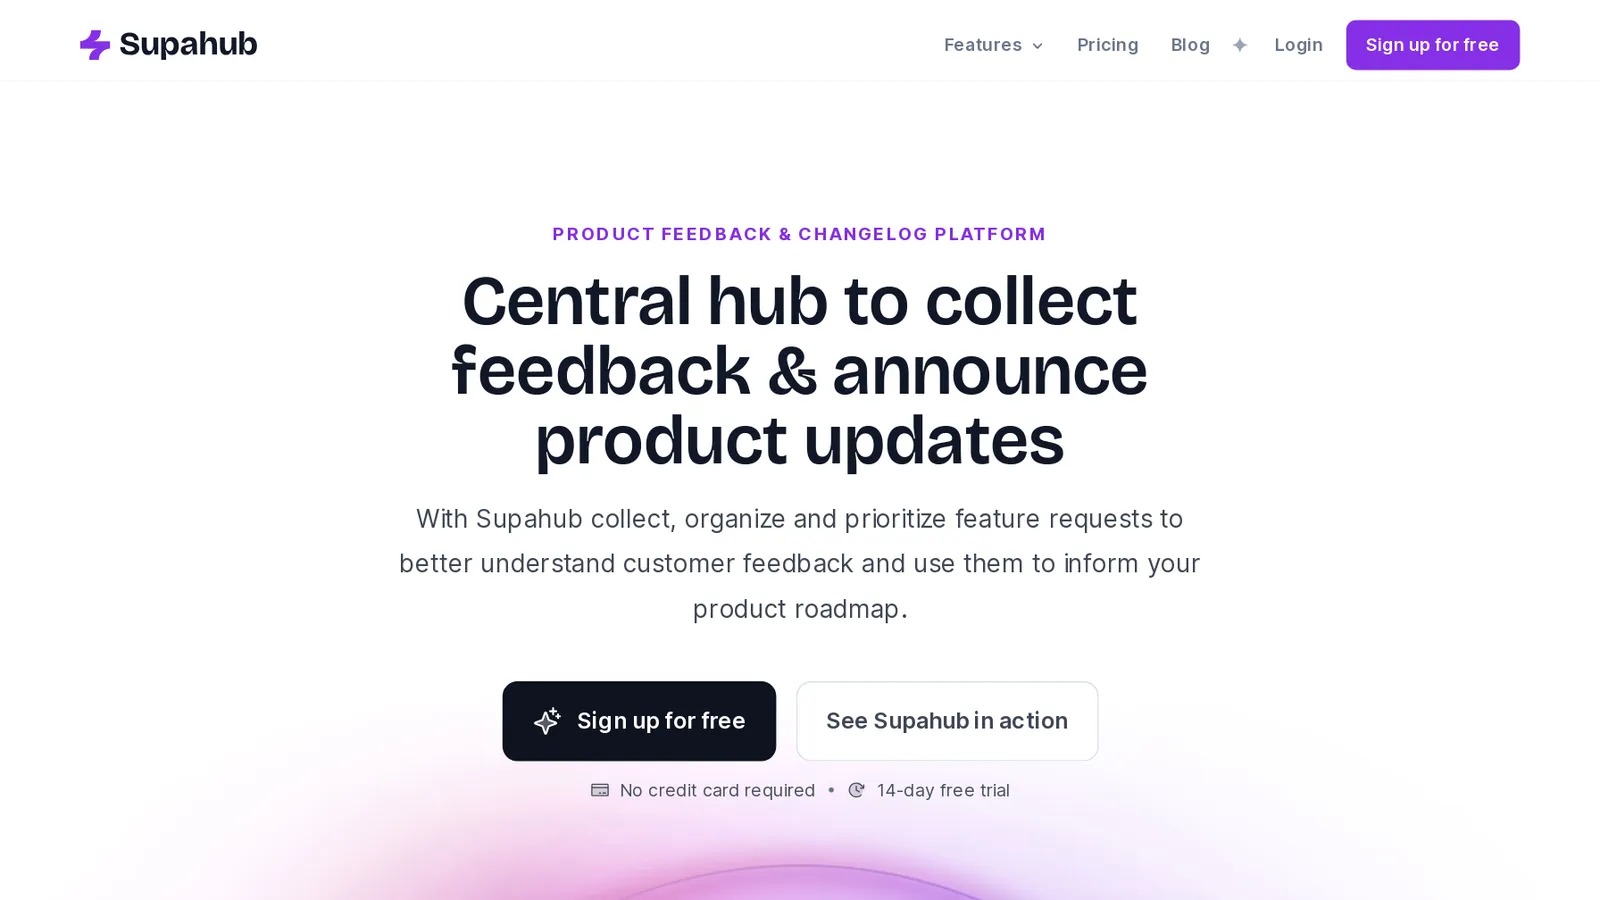 Supahub
Features
Pricing
Blog
Login
Sign up for free
PRODUCT FEEDBACK & CHANGELOG PLATFORM
Central hub to collect
feedback & announce
product updates
With Supahub collect, organize and prioritize feature requests to
better understand customer feedback and use them to inform your
product roadmap.
Sign up for free
See Supahub in action
No credit card required • 14-day free trial